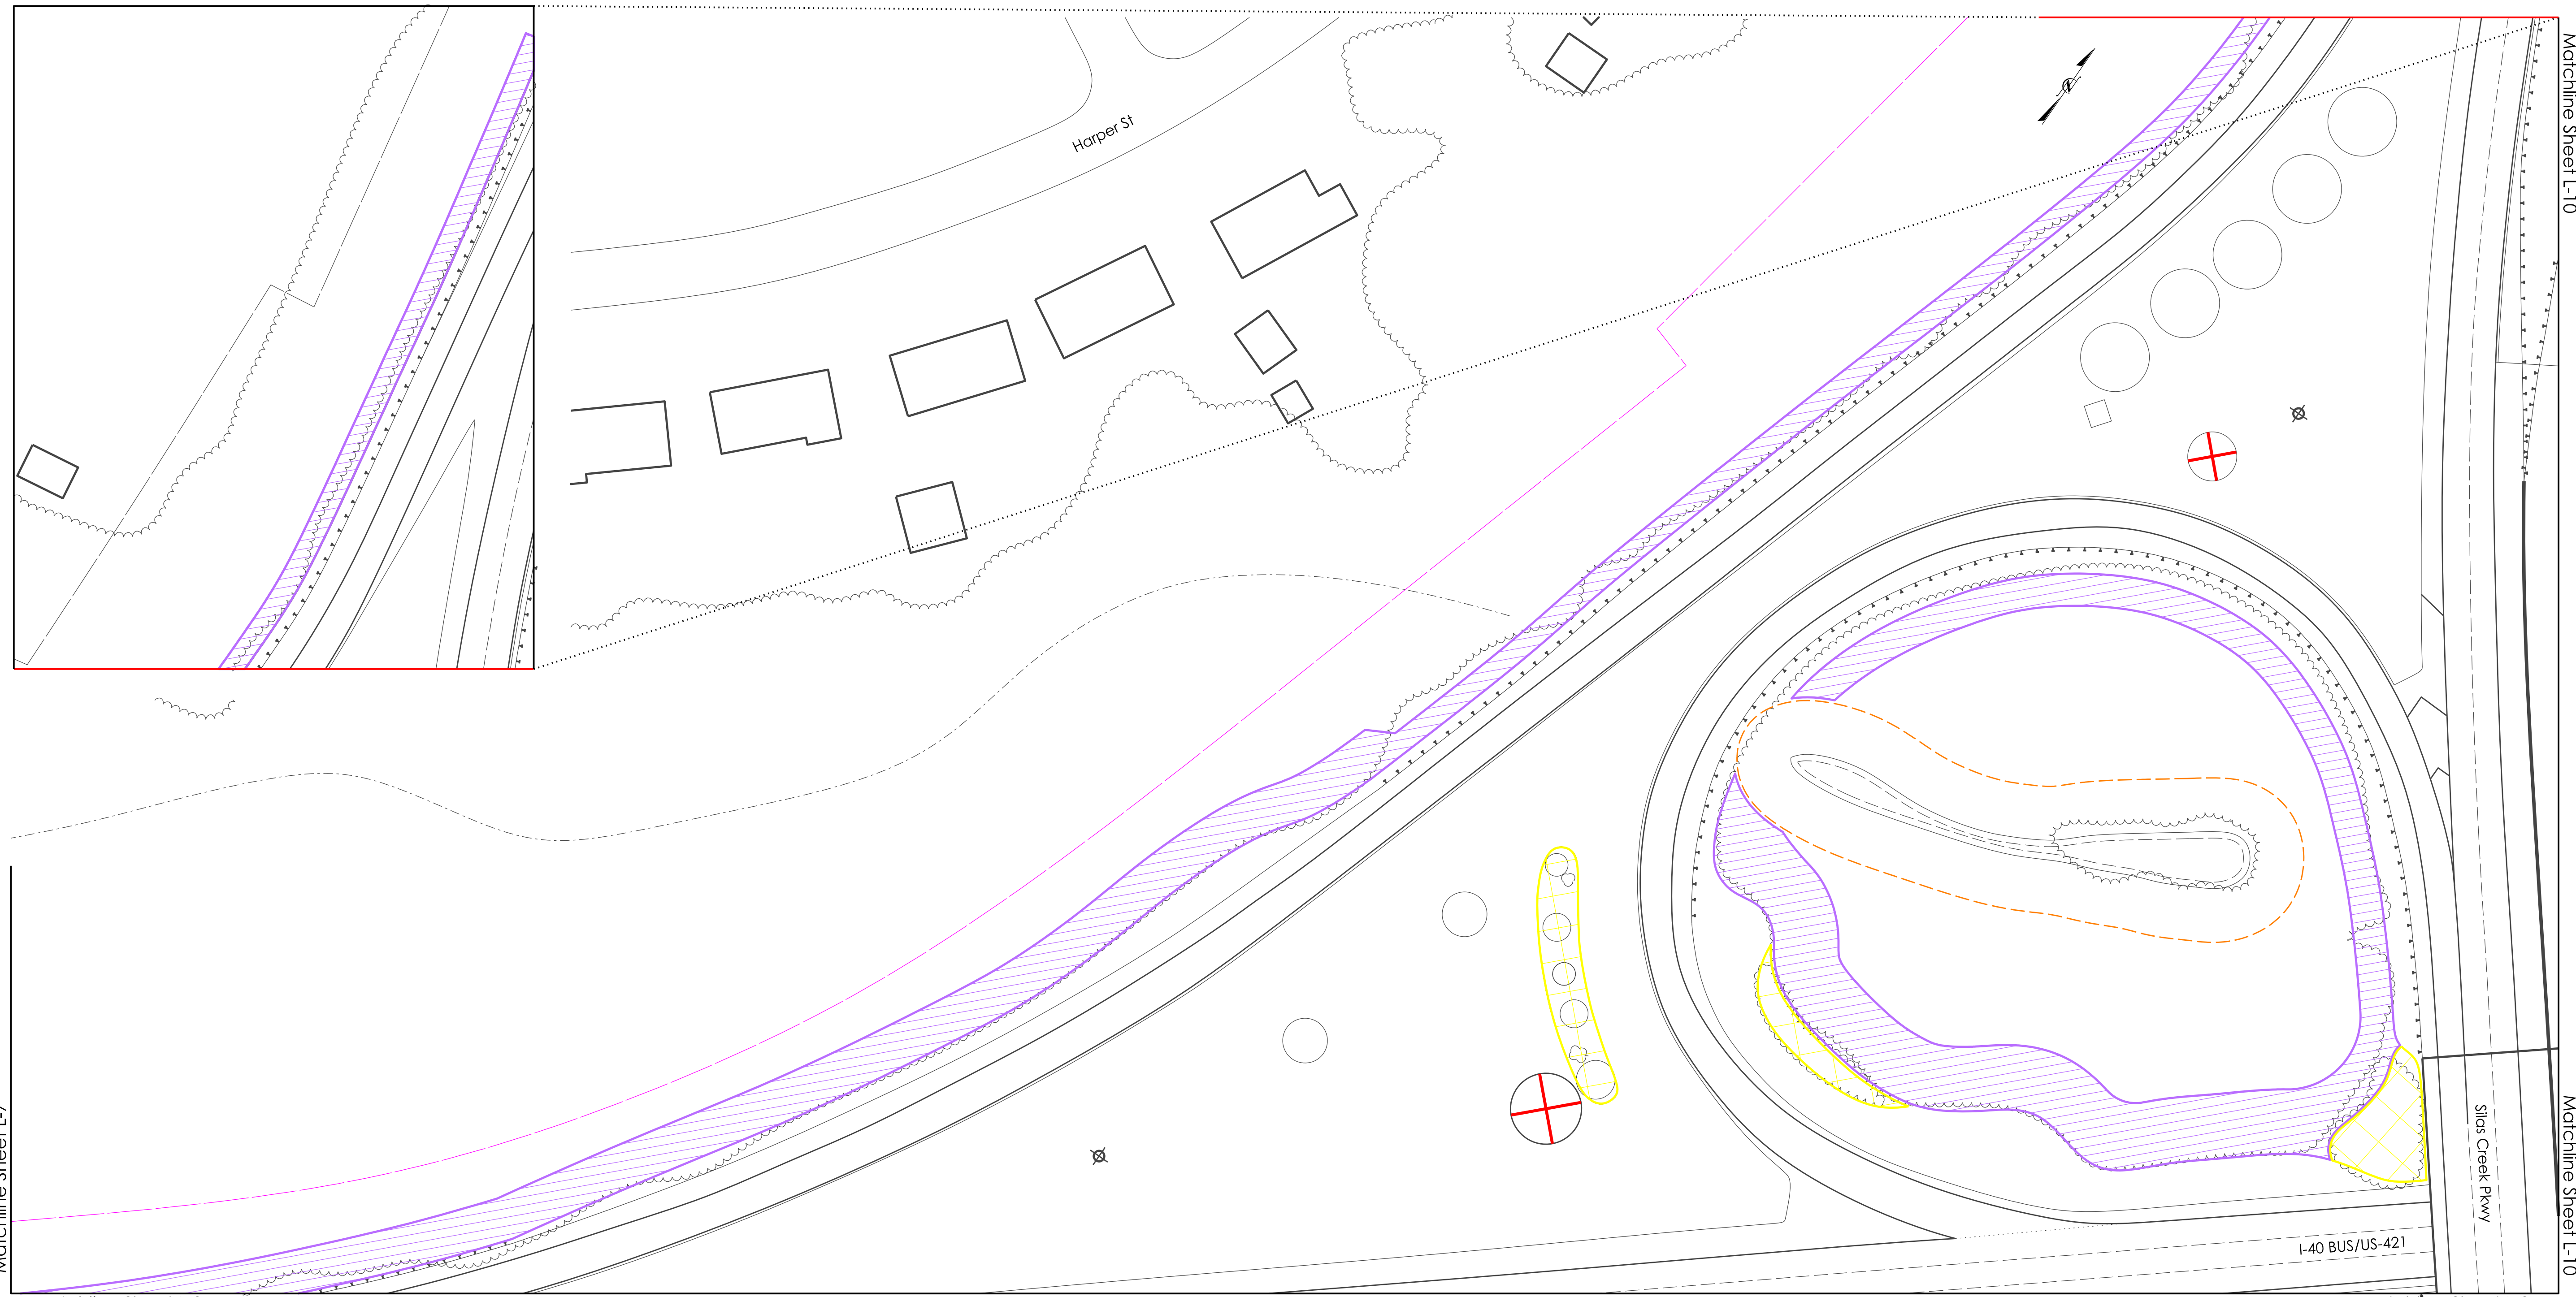 Harper St
N
Matchline Sheet L-10
Silas Creek Pkwy
I-40 BUS/US-421
Matchline Sheet L-10